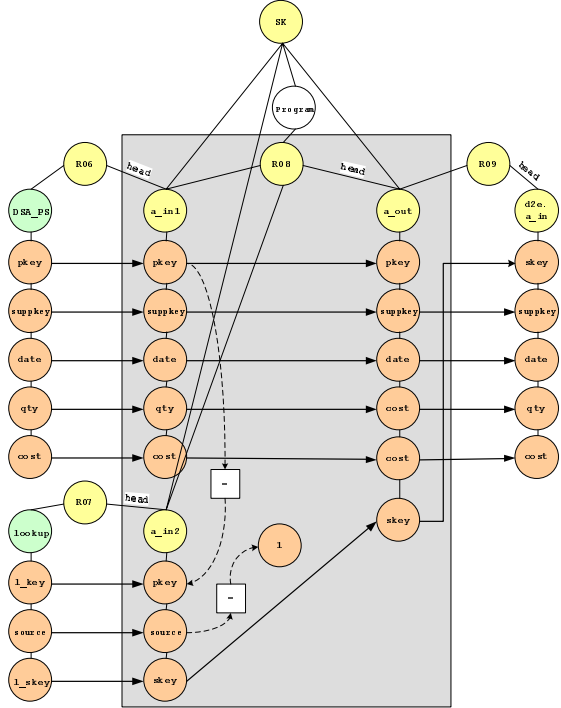 SK
Program
R06
head
R08
head
R09
head
DSA_PS
a_in1
a_out
d2e.
a_in
pkey
pkey
pkey
skey
suppkey
suppkey
suppkey
suppkey
date
date
date
date
qty
qty
cost
qty
cost
cost
cost
cost
R07
head
-
lookup
a_in2
skey
1
l_key
pkey
-
source
source
l_skey
skey